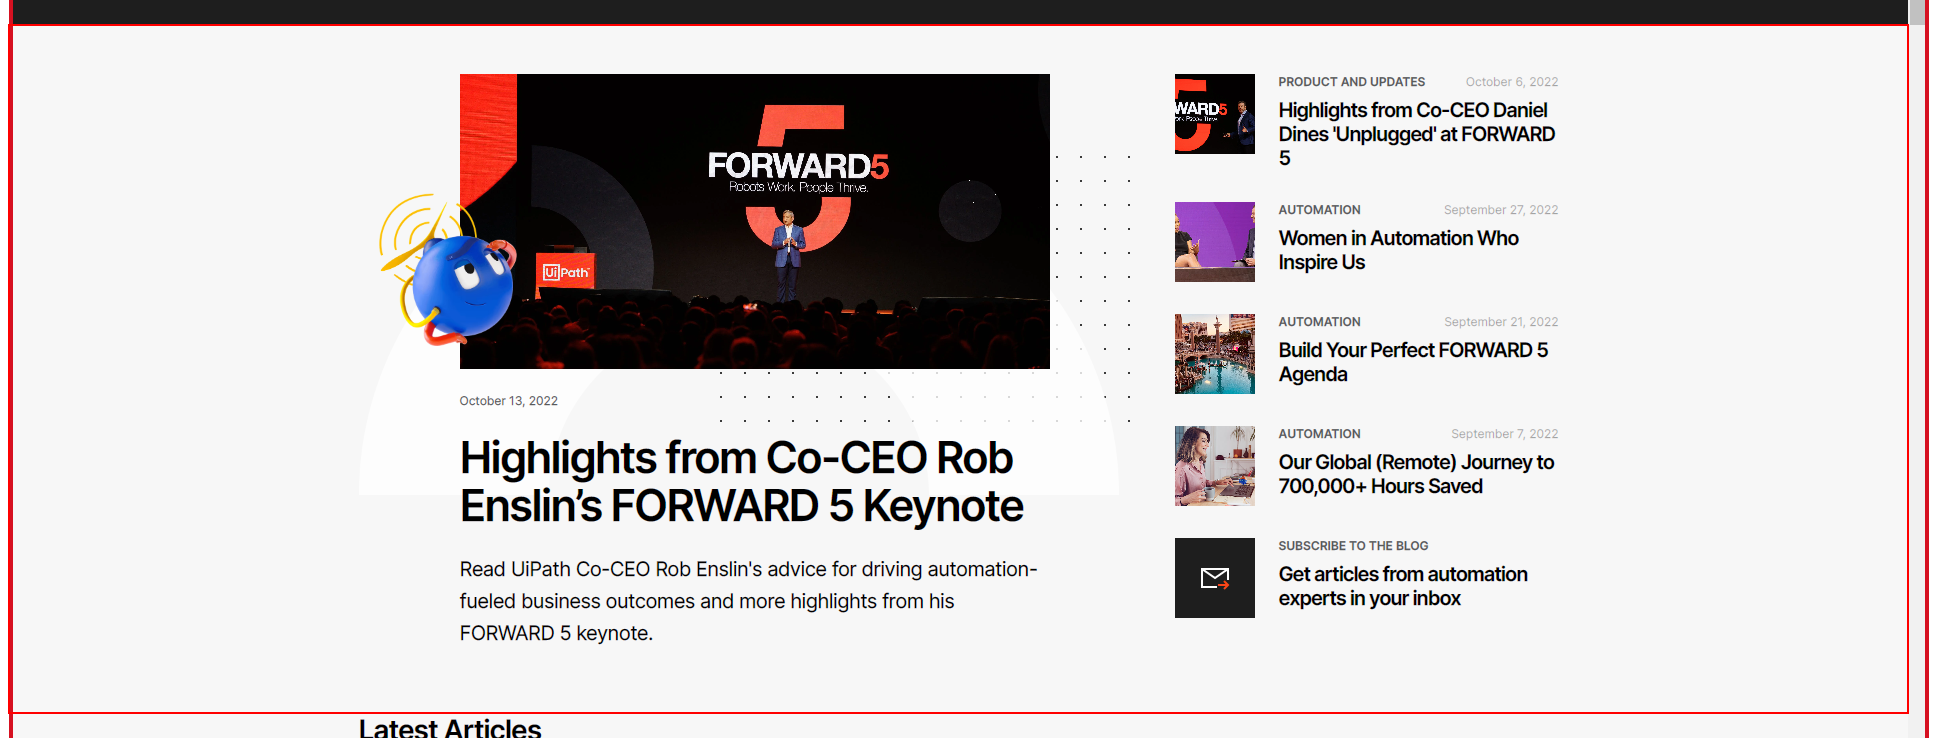 FORWARD5
Robots Work. People Thrive.
UiPath
October 13, 2022
Highlights from Co-CEO Rob
Enslin’s FORWARD 5 Keynote
Read UiPath Co-CEO Rob Enslin's advice for driving automation-
fueled business outcomes and more highlights from his
FORWARD 5 keynote.
WARD5
PRODUCT AND UPDATES October 6, 2022
Highlights from Co-CEO Daniel
Dines 'Unplugged' at FORWARD
5
AUTOMATION September 27, 2022
Women in Automation Who
Inspire Us
AUTOMATION September 21, 2022
Build Your Perfect FORWARD 5
Agenda
AUTOMATION September 7, 2022
Our Global (Remote) Journey to
700,000+ Hours Saved
SUBSCRIBE TO THE BLOG
Get articles from automation
experts in your inbox
Latest Articles